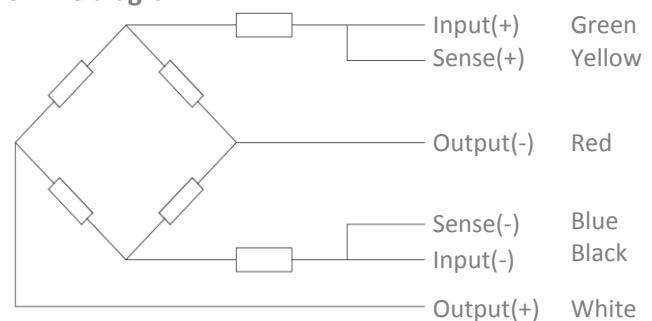 Input(+) Green
Sense(+) Yellow
Output(-) Red
Sense(-) Blue
Input(-) Black
Output(+) White